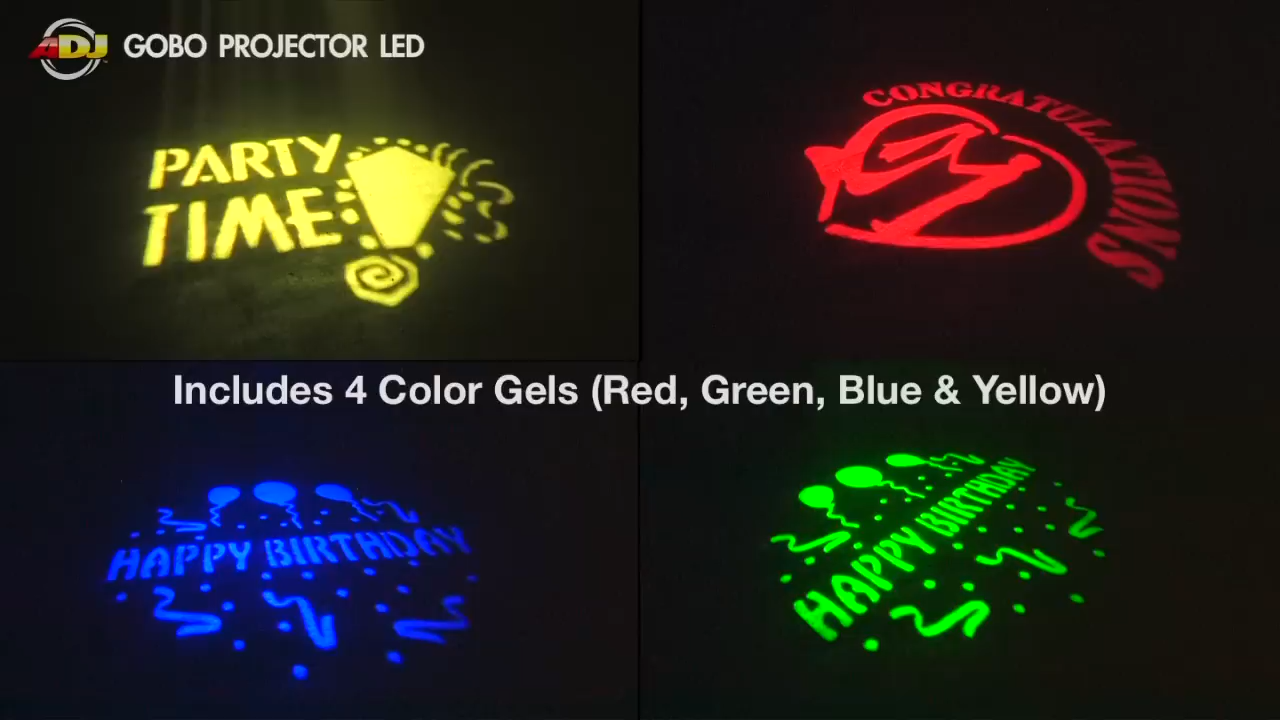 ADJ GOBO PROJECTOR LED
PARTY
TIME
CONGRATULATIONS
Includes 4 Color Gels (Red, Green, Blue & Yellow)
HAPPY BIRTHDAY
HAPPY BIRTHDAY